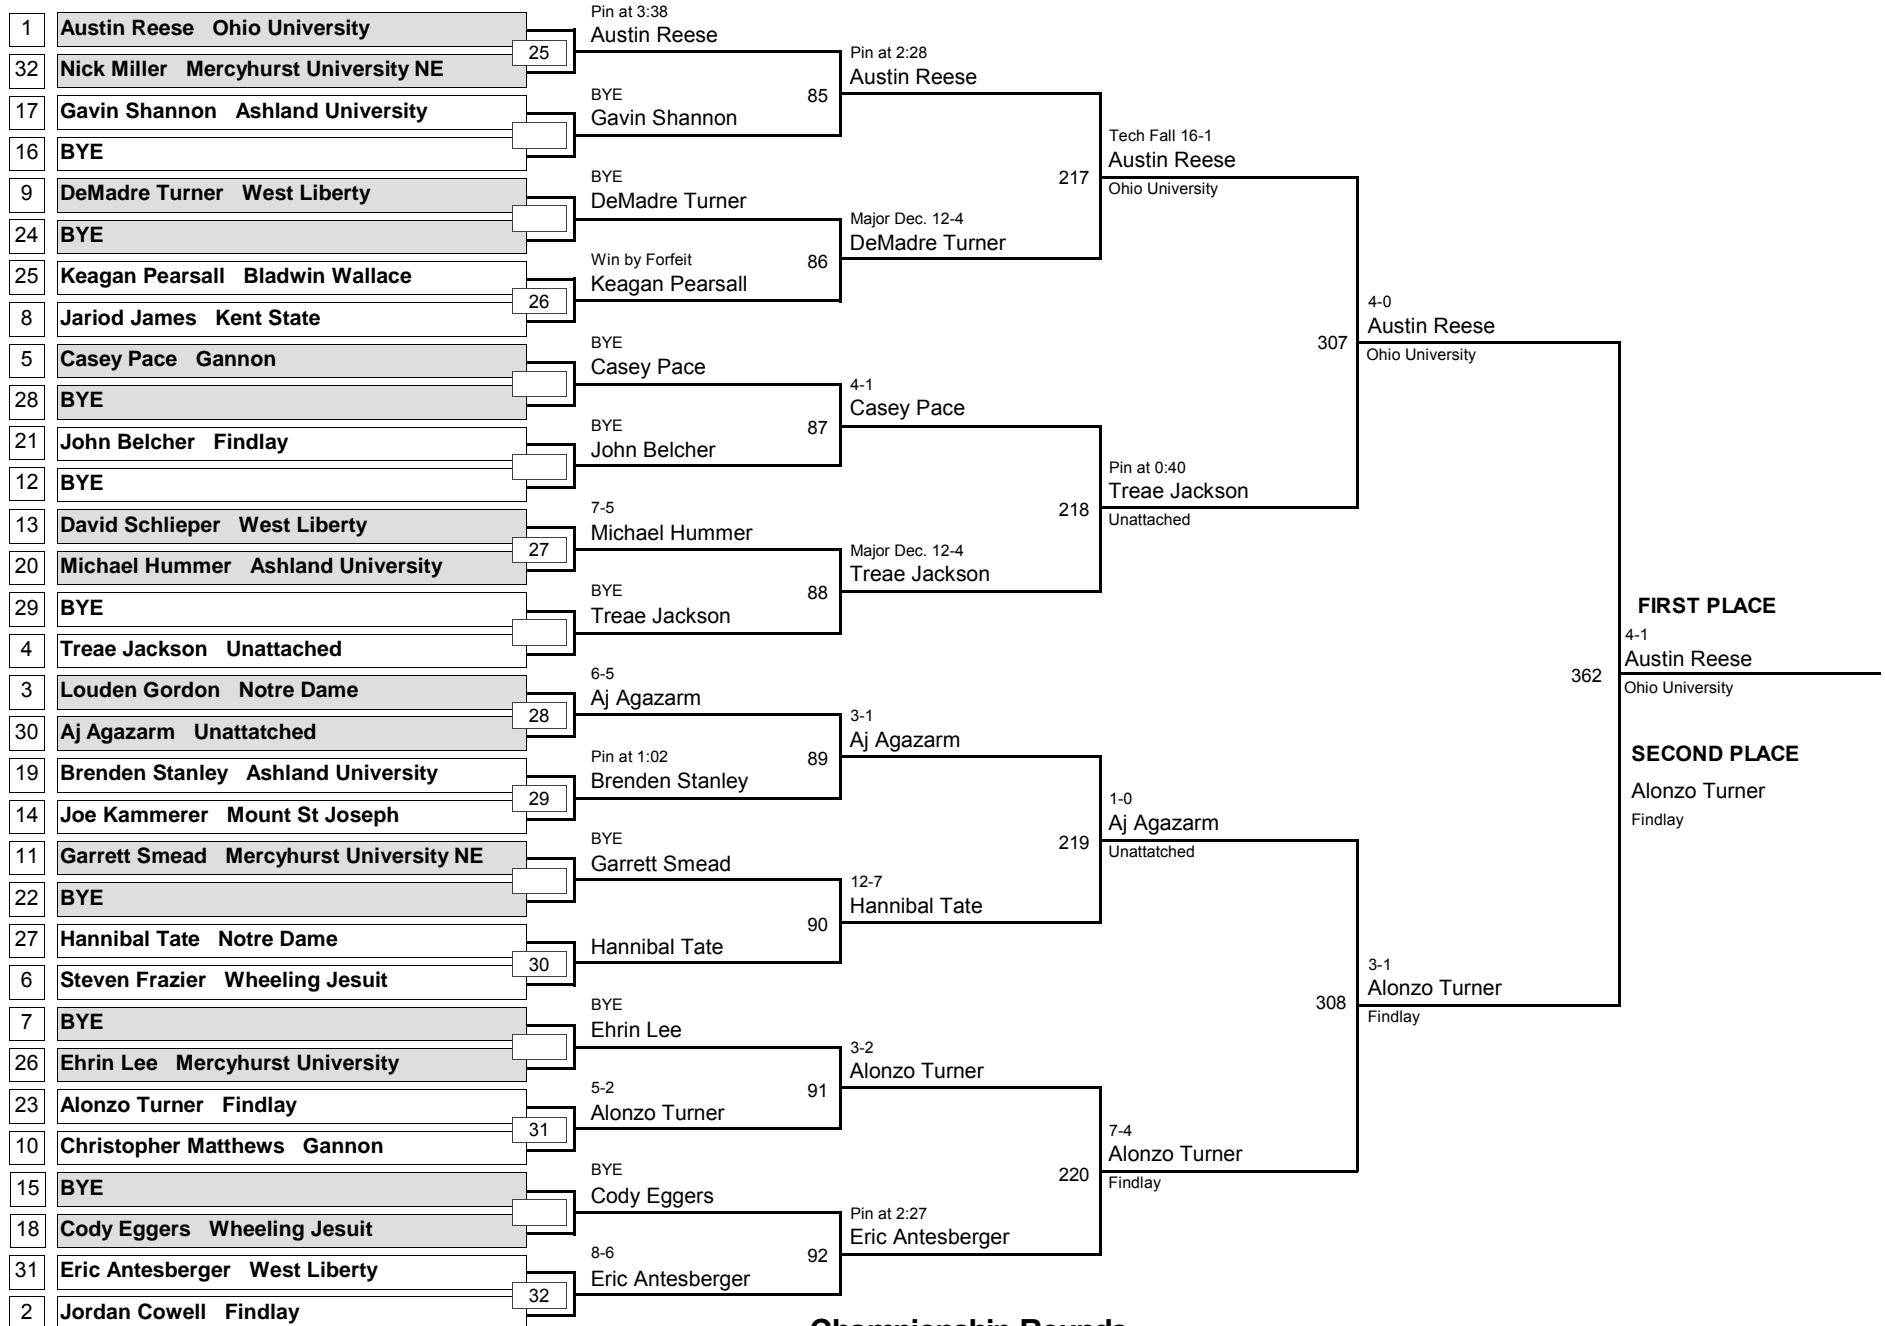 1 Austin Reese Ohio University
32 Nick Miller Mercyhurst University NE
17 Gavin Shannon Ashland University
16 BYE
9 DeMadre Turner West Liberty
24 BYE
25 Keagan Pearsall Bladwin Wallace
8 Jariod James Kent State
5 Casey Pace Gannon
28 BYE
21 John Belcher Findlay
12 BYE
13 David Schlieper West Liberty
20 Michael Hummer Ashland University
29 BYE
4 Treae Jackson Unattached
3 Louden Gordon Notre Dame
30 Aj Agazarm Unattatched
19 Brenden Stanley Ashland University
14 Joe Kammerer Mount St Joseph
11 Garrett Smead Mercyhurst University NE
22 BYE
27 Hannibal Tate Notre Dame
6 Steven Frazier Wheeling Jesuit
7 BYE
26 Ehrin Lee Mercyhurst University
23 Alonzo Turner Findlay
10 Christopher Matthews Gannon
15 BYE
18 Cody Eggers Wheeling Jesuit
31 Eric Antesberger West Liberty
2 Jordan Cowell Findlay
25
26
27
28
29
30
31
32
Pin at 3:38
Austin Reese
BYE
Gavin Shannon
BYE
DeMadre Turner
Win by Forfeit
Keagan Pearsall
BYE
Casey Pace
BYE
John Belcher
7-5
Michael Hummer
BYE
Treae Jackson
6-5
Aj Agazarm
Pin at 1:02
Brenden Stanley
BYE
Garrett Smead
Hannibal Tate
BYE
Ehrin Lee
5-2
Alonzo Turner
BYE
Cody Eggers
8-6
Eric Antesberger
85
86
87
88
89
90
91
92
Pin at 2:28
Austin Reese
Major Dec. 12-4
DeMadre Turner
4-1
Casey Pace
Major Dec. 12-4
Treae Jackson
3-1
Aj Agazarm
12-7
Hannibal Tate
3-2
Alonzo Turner
Pin at 2:27
Eric Antesberger
217
218
219
220
Tech Fall 16-1
Austin Reese
Ohio University
Pin at 0:40
Treae Jackson
Unattached
1-0
Aj Agazarm
Unattatched
7-4
Alonzo Turner
Findlay
307
308
4-0
Austin Reese
Ohio University
3-1
Alonzo Turner
Findlay
362
FIRST PLACE
4-1
Austin Reese
Ohio University
SECOND PLACE
Alonzo Turner
Findlay
Championship Rounds